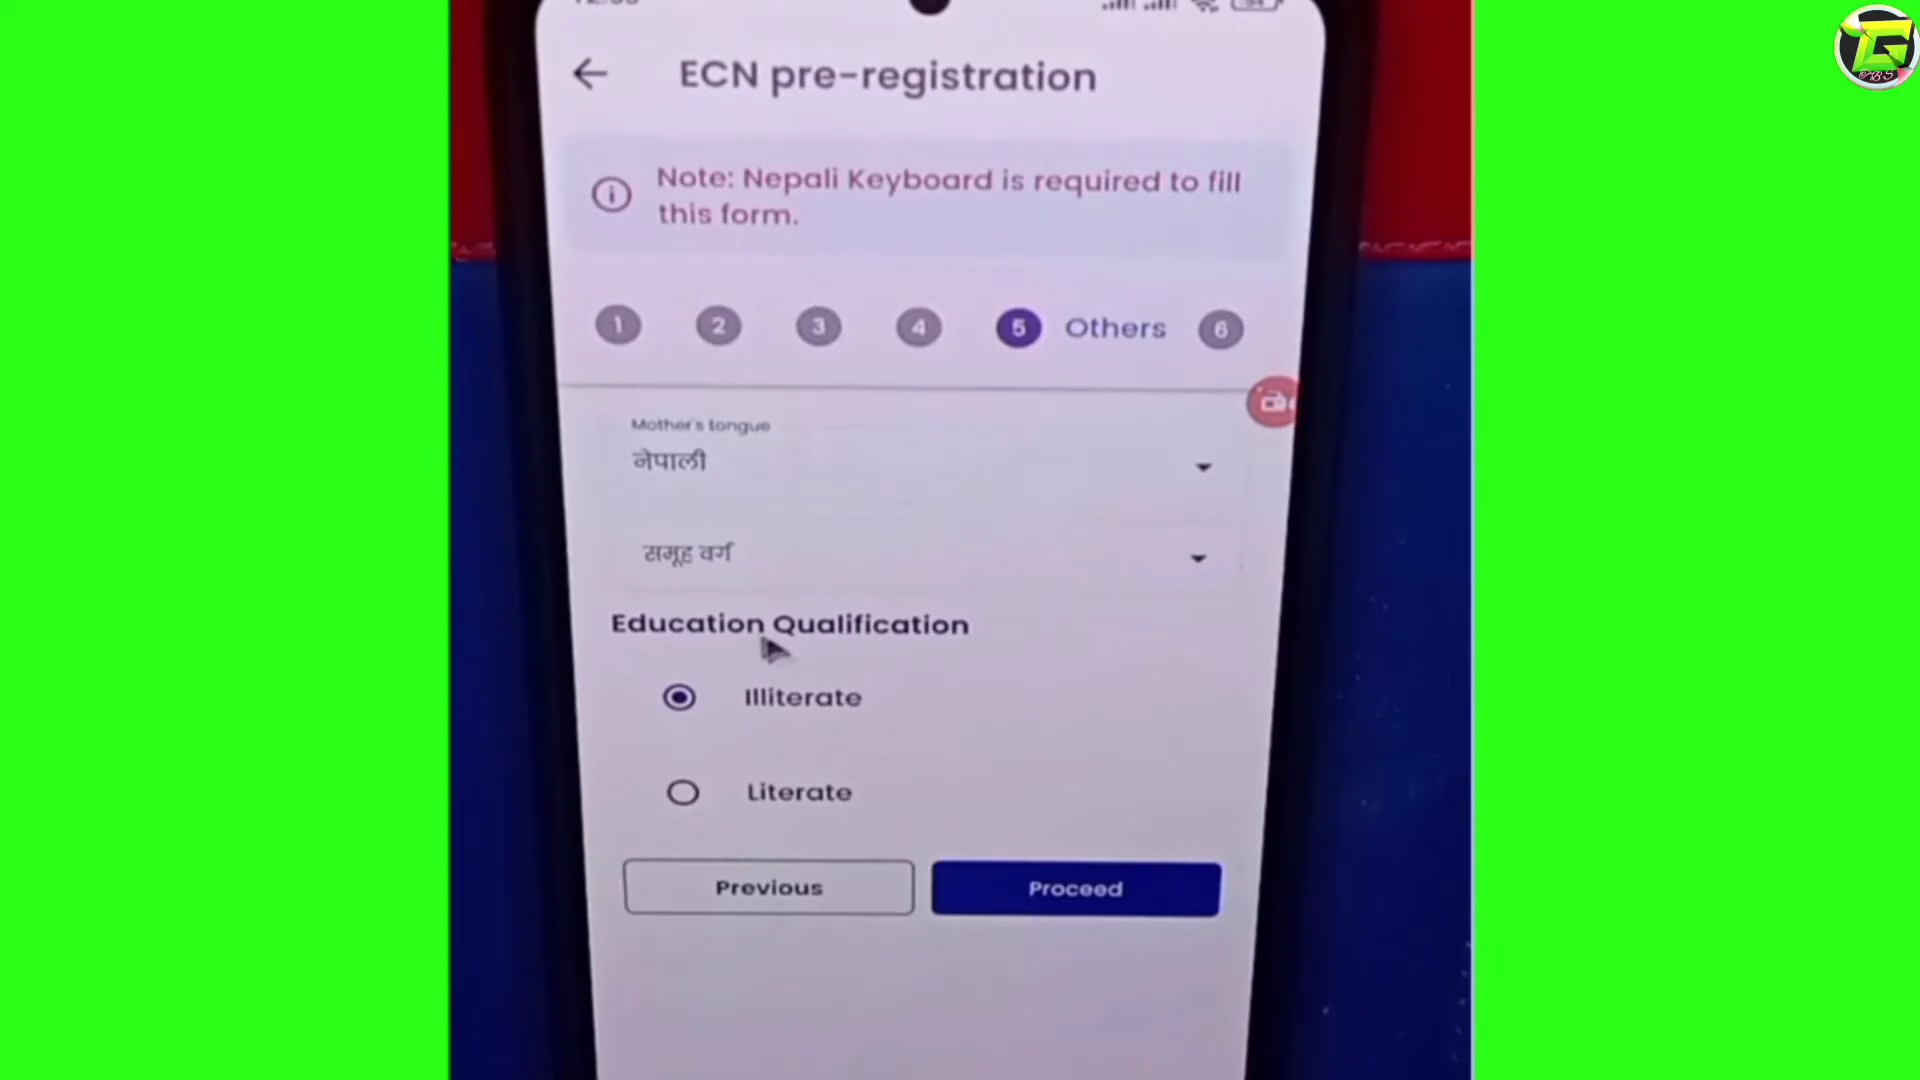 ECN pre-registration
Note: Nepali Keyboard is required to fill
this form.
1 2 3 4 5 Others 6
Mother's tongue
नेपाली
समूह वर्ग
Education Qualification
Illiterate
Literate
Previous Proceed